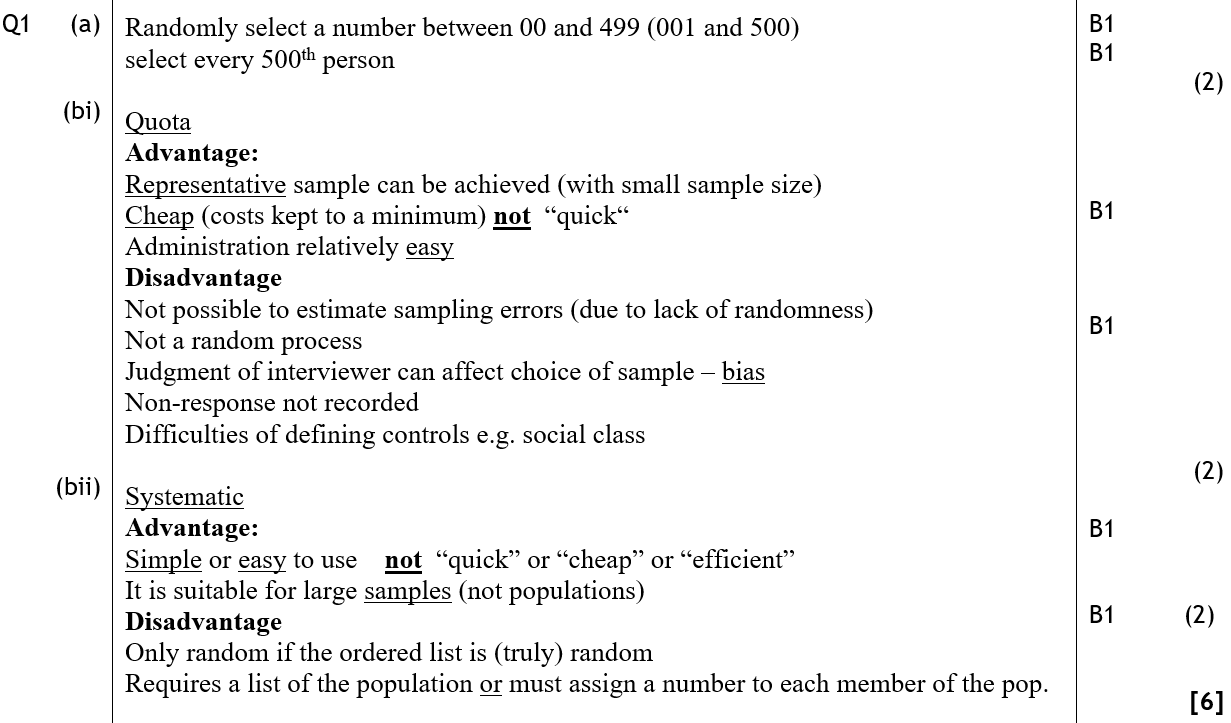 Q1 (a) Randomly select a number between 00 and 499 (001 and 500) B1
select every 500th person B1
(2)
(bi)
Quota
Advantage:
Representative sample can be achieved (with small sample size)
Cheap (costs kept to a minimum) not “quick“ B1
Administration relatively easy
Disadvantage
Not possible to estimate sampling errors (due to lack of randomness)
Not a random process B1
Judgment of interviewer can affect choice of sample – bias
Non-response not recorded
Difficulties of defining controls e.g. social class
(2)
(bii)
Systematic
Advantage: B1
Simple or easy to use not “quick” or “cheap” or “efficient”
It is suitable for large samples (not populations)
Disadvantage B1 (2)
Only random if the ordered list is (truly) random
Requires a list of the population or must assign a number to each member of the pop.
[6]